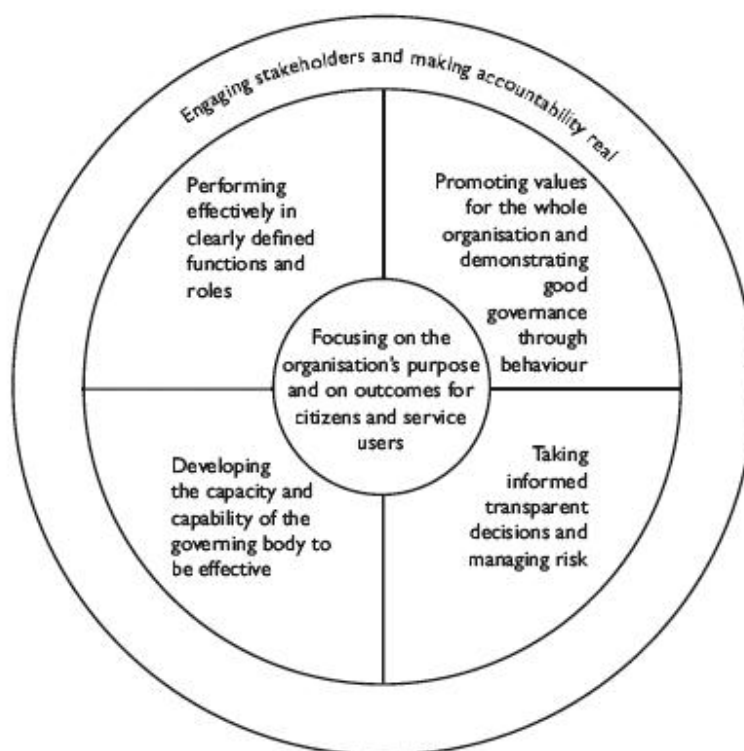 Engaging stakeholders and making accountability real
Performing
effectively in
clearly defined
functions and
roles
Promoting values
for the whole
organisation and
demonstrating
good
governance
through
behaviour
Focusing on the
organisation's purpose
and on outcomes for
citizens and service
users
Developing
the capacity and
capability of the
governing body to
be effective
Taking
informed
transparent
decisions and
managing risk